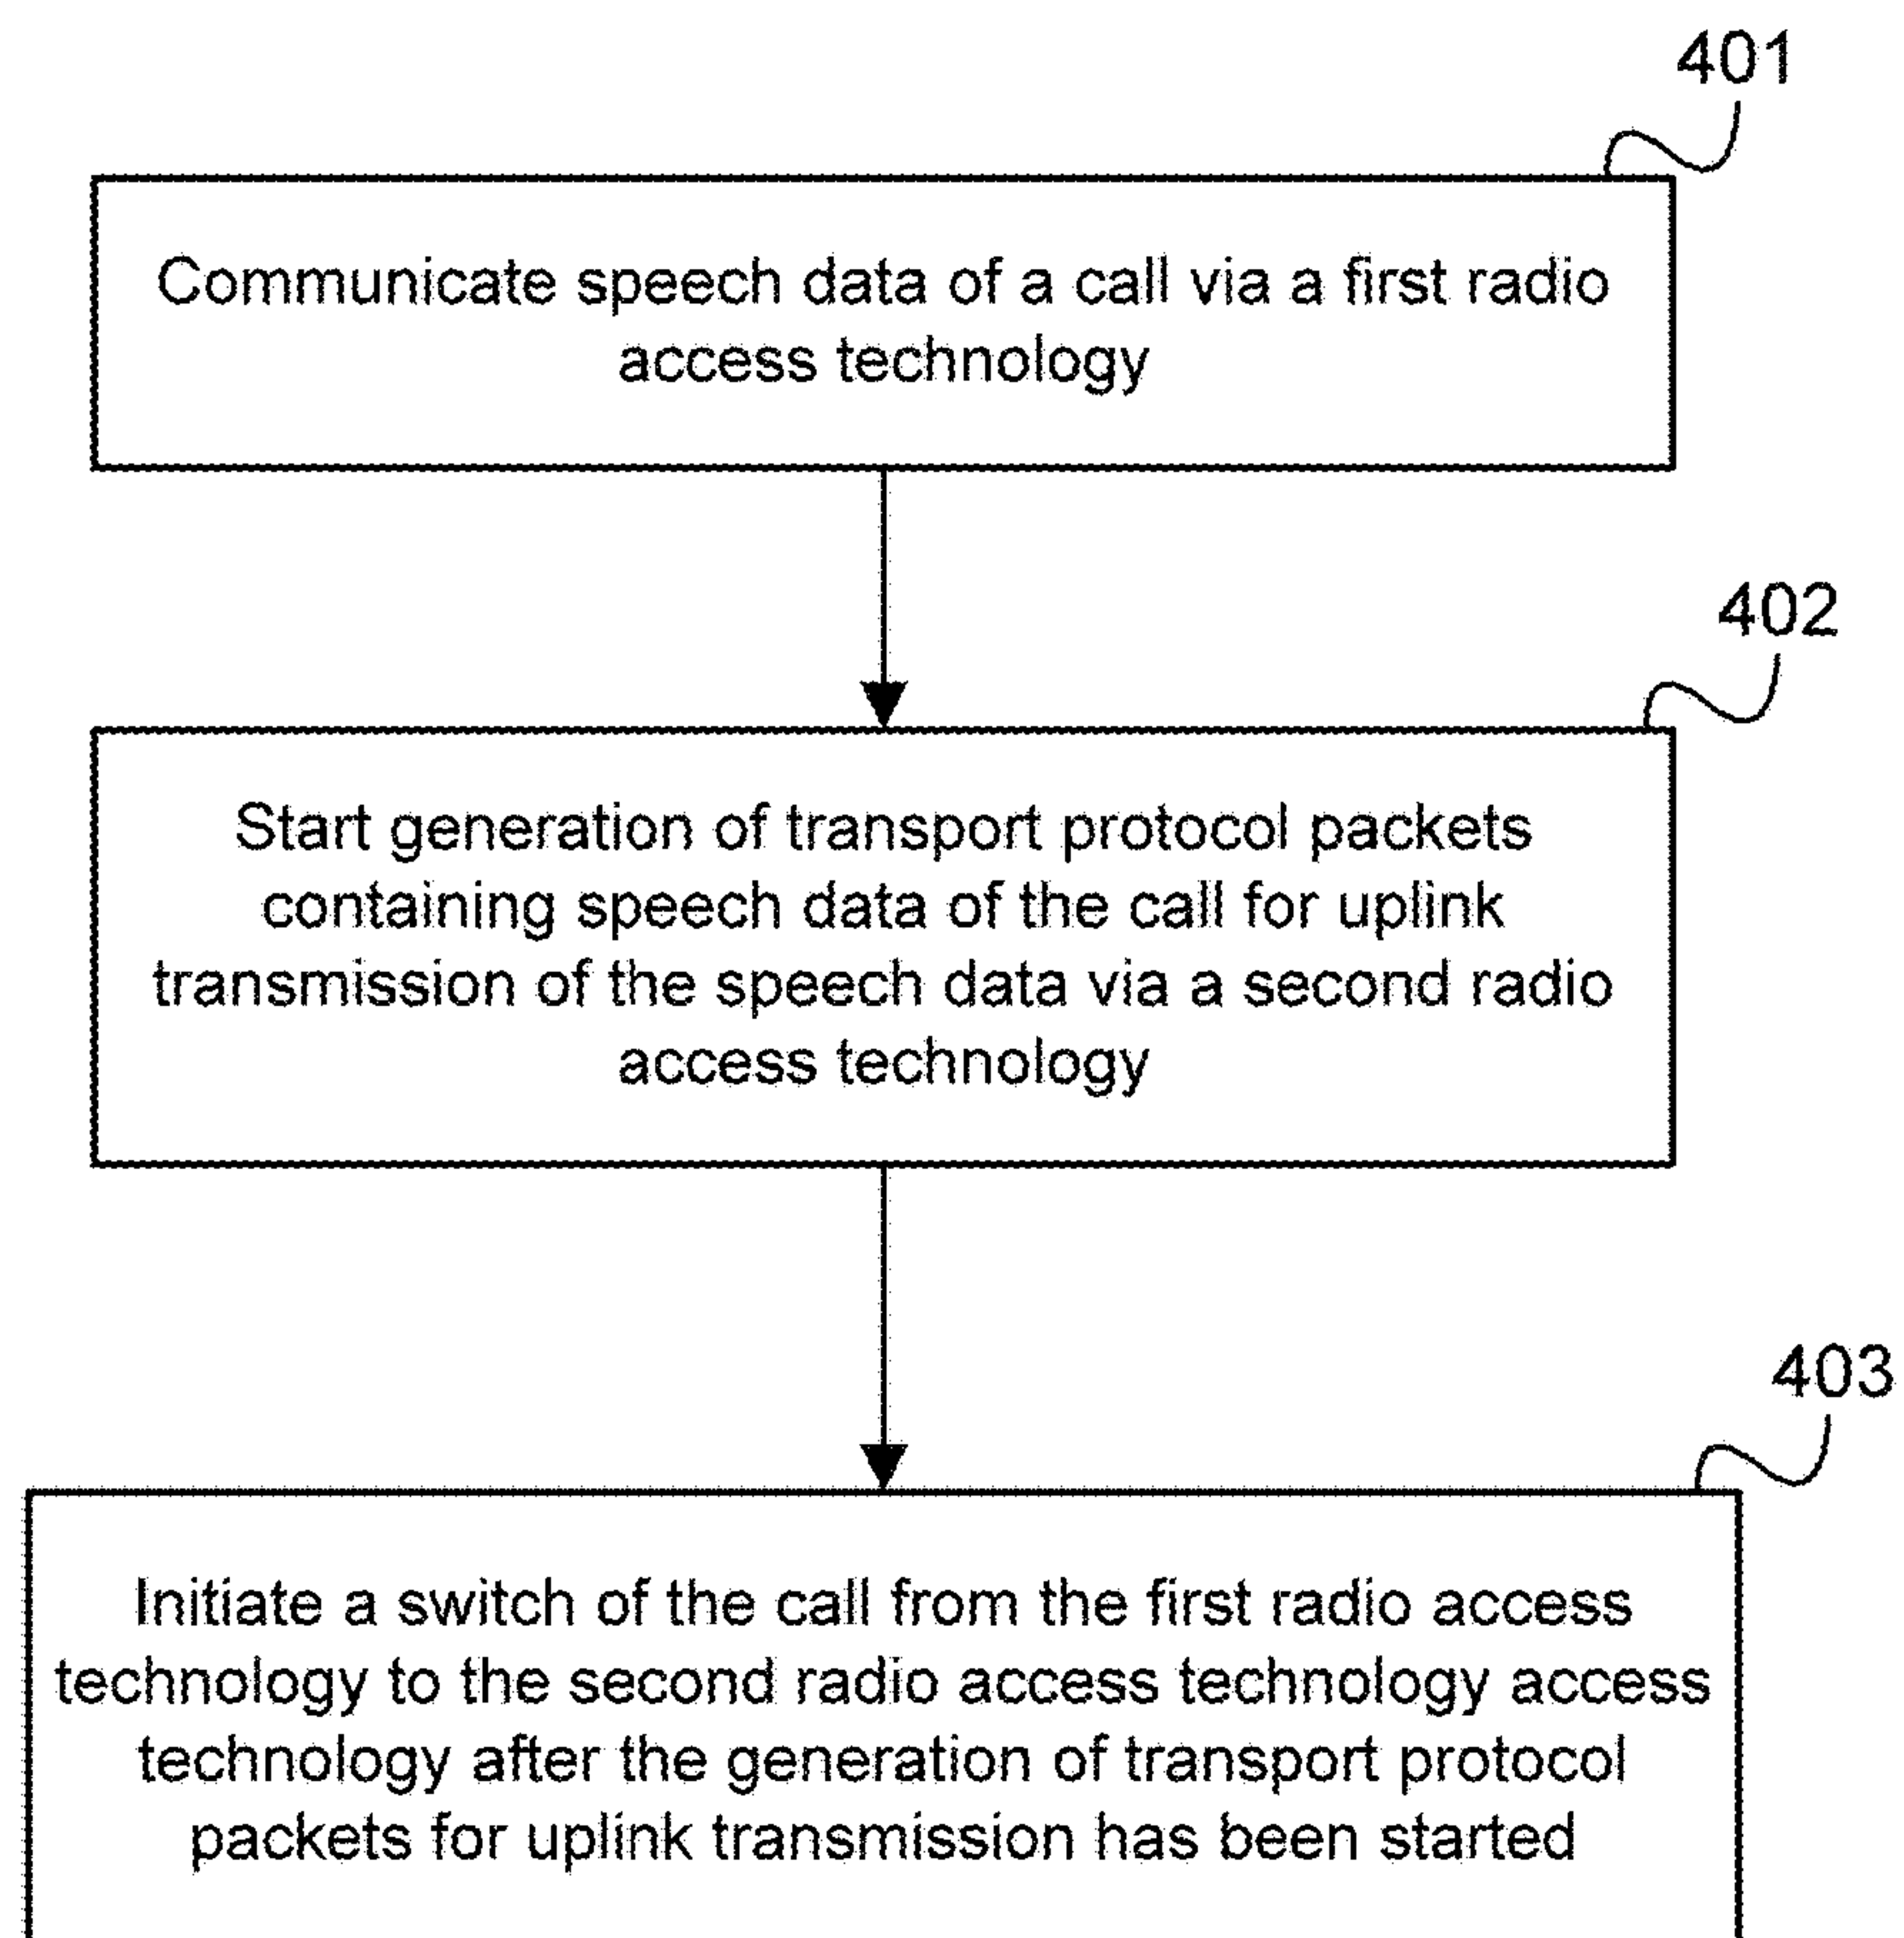 401
Communicate speech data of a call via a first radio
access technology
402
Start generation of transport protocol packets
containing speech data of the call for uplink
transmission of the speech data via a second radio
access technology
403
Initiate a switch of the call from the first radio access
technology to the second radio access technology access
technology after the generation of transport protocol
packets for uplink transmission has been started